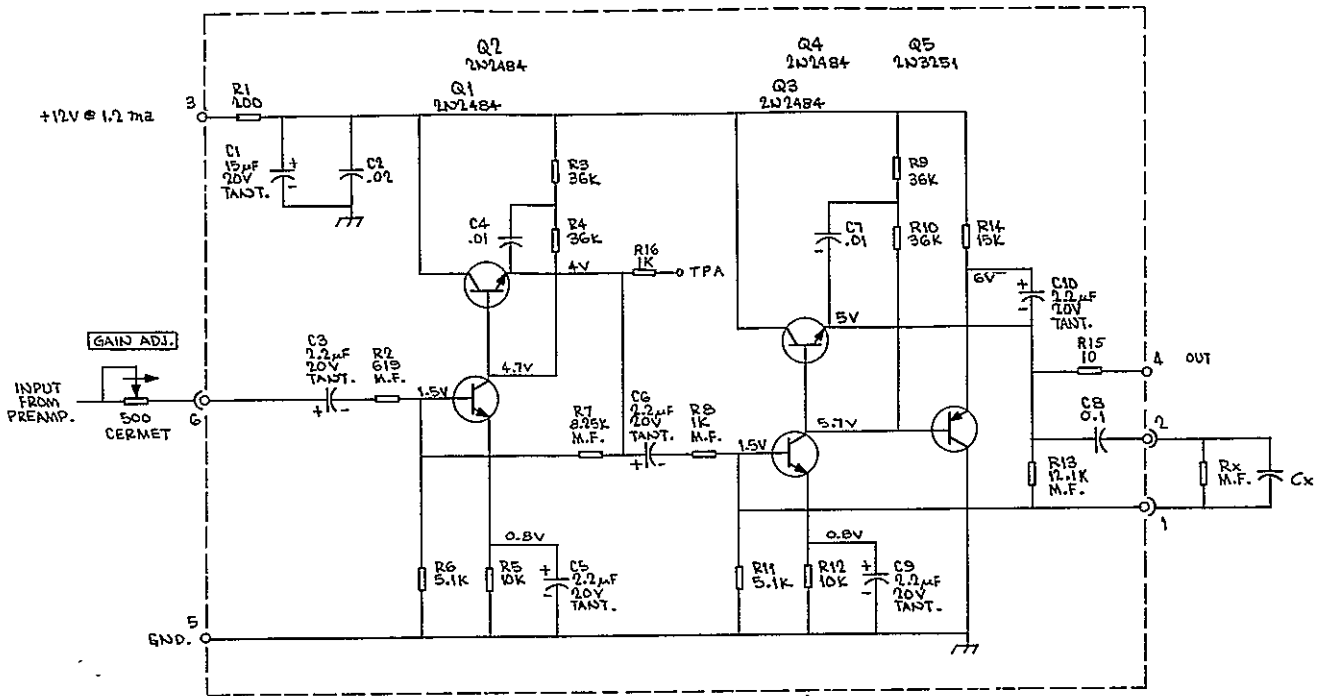 Q2
2N2484
Q4
2N2484
Q5
2N3251
Q1
2N2484
Q3
2N2484
+12V @ 1.2 ma
3
R1
200
C1
15µF
20V
TANT.
+
-
C2
.02
R3
36K
C4
.01
R4
36K
R16
1K
TPA
4V
R9
36K
C7
.01
-
R10
36K
R14
15K
6V
+
-
C10
2.2µF
20V
TANT.
5V
R15
10
4 OUT
GAIN ADJ.
INPUT
FROM
PREAMP.
500
CERMET
6
C3
2.2µF
20V
TANT.
+ -
R2
619
M.F.
1.5V
4.7V
R7
8.25K
M.F.
C6
2.2µF
20V
TANT.
+ -
R8
1K
M.F.
1.5V
5.7V
C8
0.1
2
R13
12.1K
M.F.
Rx
M.F.
Cx
1
0.8V
R6
5.1K
R5
10K
+
-
C5
2.2µF
20V
TANT.
0.8V
R11
5.1K
R12
10K
+
-
C9
2.2µF
20V
TANT.
5
GND.